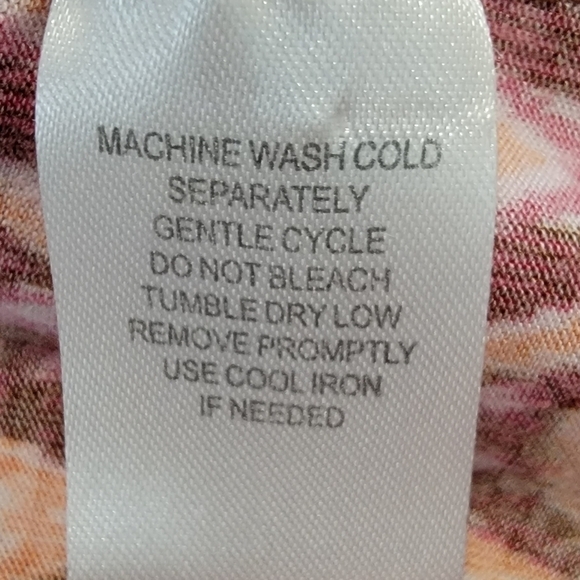 MACHINE WASH COLD
SEPARATELY
GENTLE CYCLE
DO NOT BLEACH
TUMBLE DRY LOW
REMOVE PROMPTLY
USE COOL IRON
IF NEEDED